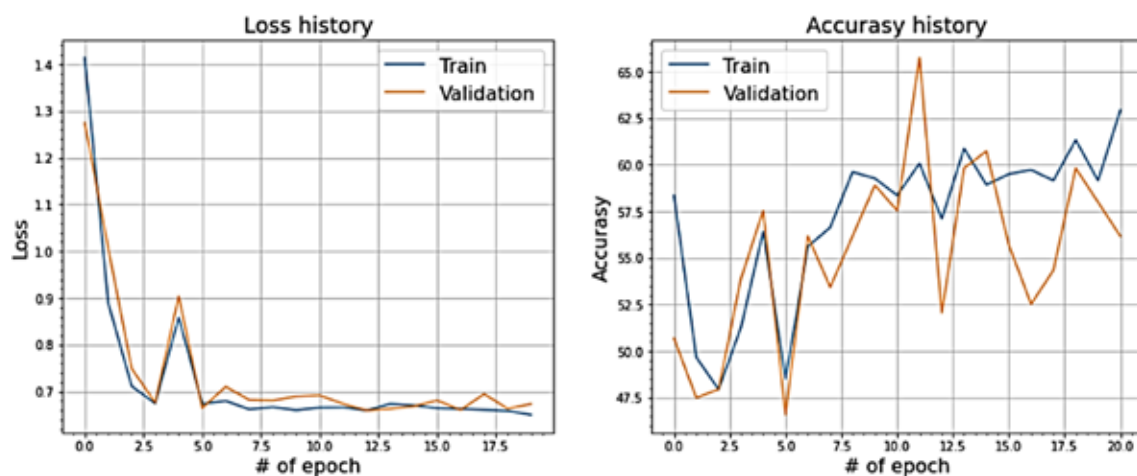 Loss history
Train
Validation
Loss
1.4
1.3
1.2
1.1
1.0
0.9
0.8
0.7
0.0 2.5 5.0 7.5 10.0 12.5 15.0 17.5
# of epoch
Accurasy history
Train
Validation
Accurasy
65.0
62.5
60.0
57.5
55.0
52.5
50.0
47.5
0.0 2.5 5.0 7.5 10.0 12.5 15.0 17.5 20.0
# of epoch